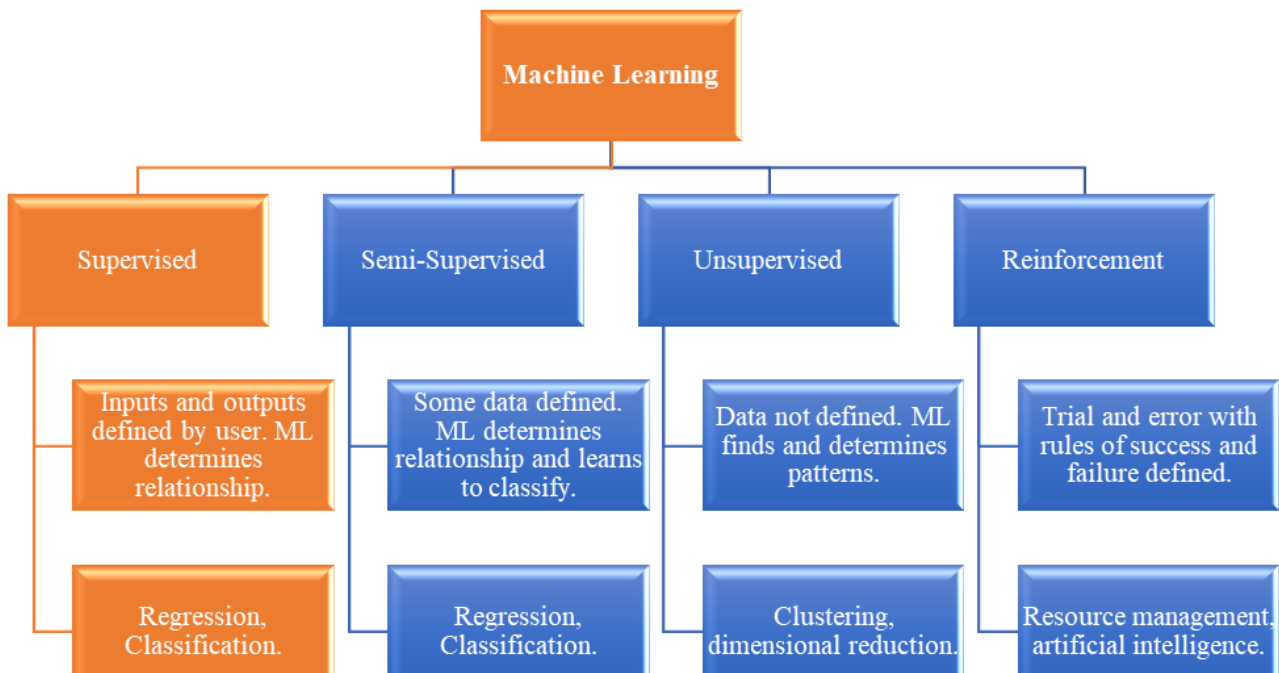 Machine Learning
Supervised
Semi-Supervised
Unsupervised
Reinforcement
Inputs and outputs
defined by user. ML
determines
relationship.
Some data defined.
ML determines
relationship and learns
to classify.
Data not defined. ML
finds and determines
patterns.
Trial and error with
rules of success and
failure defined.
Regression,
Classification.
Regression,
Classification.
Clustering,
dimensional reduction.
Resource management,
artificial intelligence.